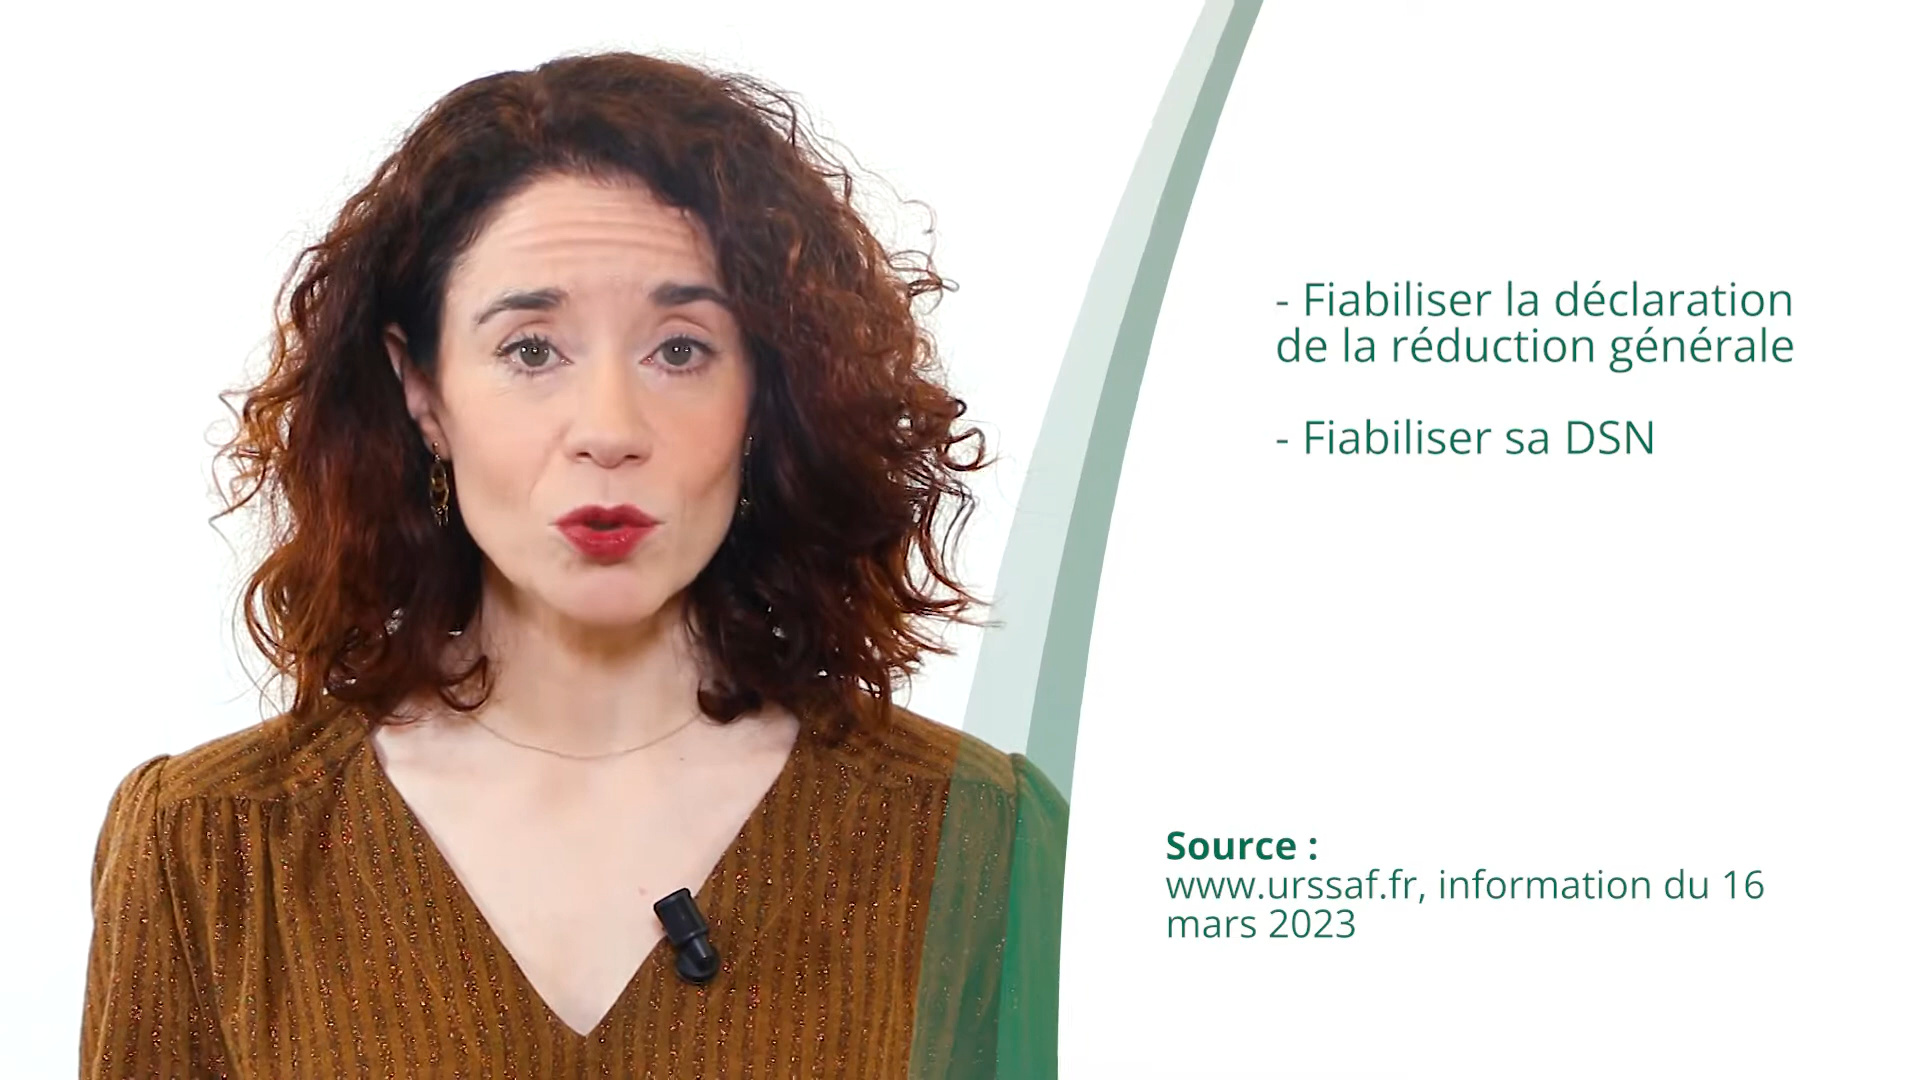 - Fiabiliser la déclaration
de la réduction générale
- Fiabiliser sa DSN
Source :
www.urssaf.fr, information du 16
mars 2023